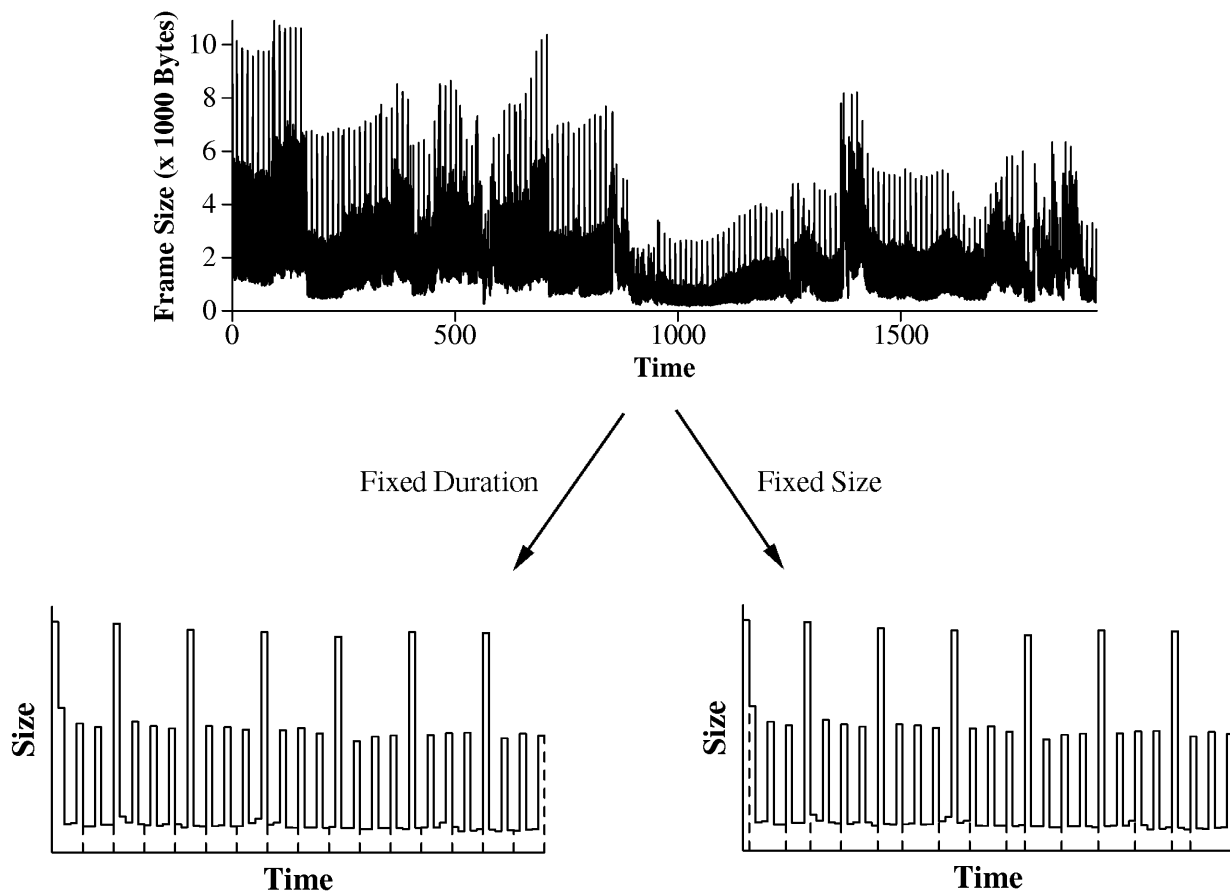 Frame Size (x 1000 Bytes)
10
8
6
4
2
0
0 500 1000 1500
Time
Fixed Duration
Fixed Size
Size
Time
Size
Time